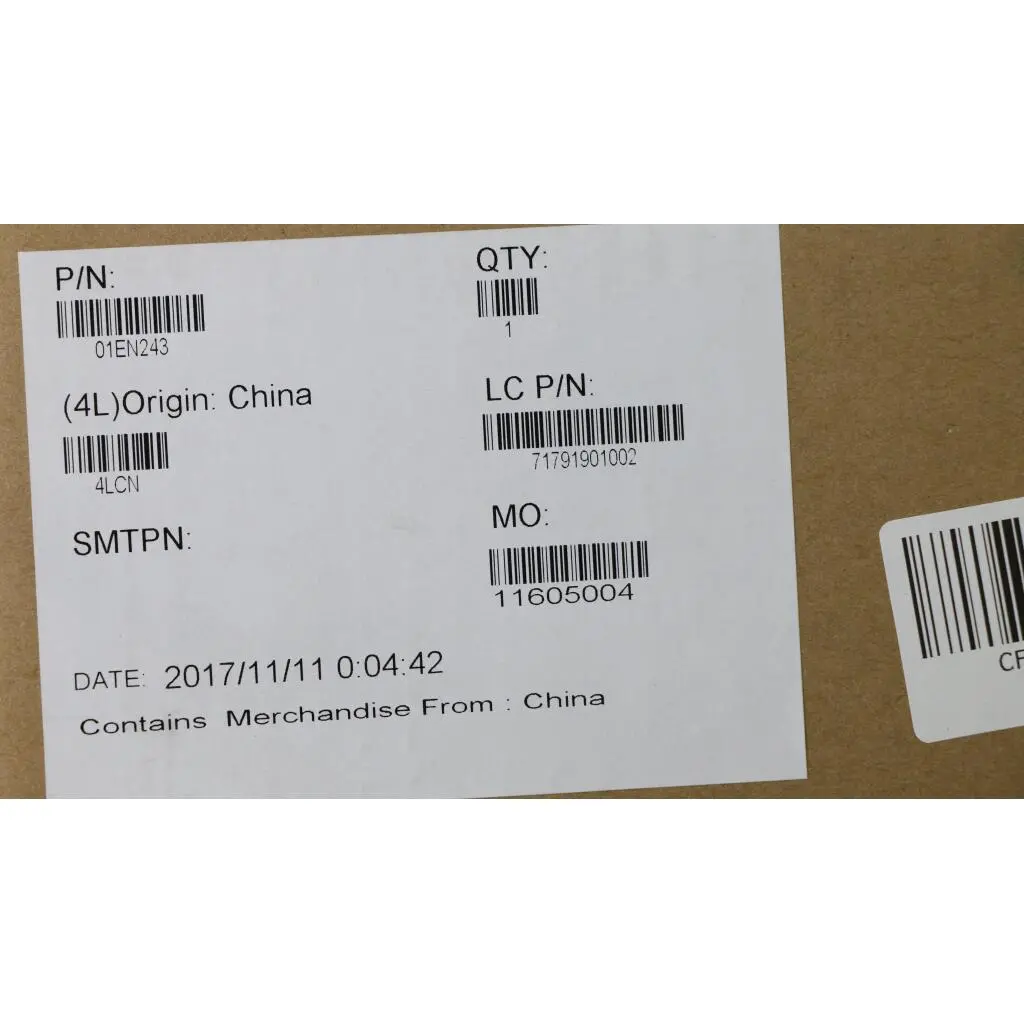 P/N:
01EN243
QTY:
1
(4L)Origin: China
4LCN
LC P/N:
71791901002
SMTPN:
MO:
11605004
DATE: 2017/11/11 0:04:42
Contains Merchandise From : China